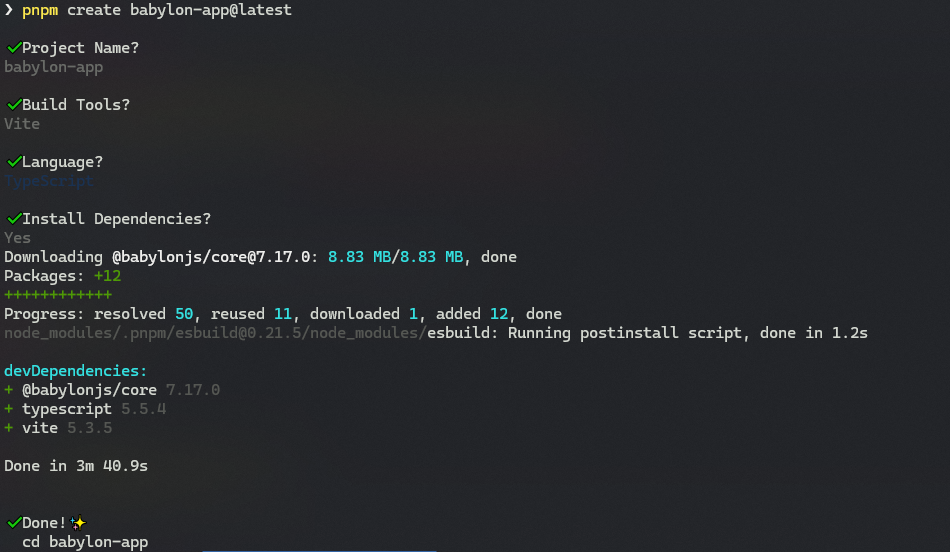 ❯ pnpm create babylon-app@latest
✔Project Name?
babylon-app
✔Build Tools?
Vite
✔Language?
TypeScript
✔Install Dependencies?
Yes
Downloading @babylonjs/core@7.17.0: 8.83 MB/8.83 MB, done
Packages: +12
++++++++++++
Progress: resolved 50, reused 11, downloaded 1, added 12, done
node_modules/.pnpm/esbuild@0.21.5/node_modules/esbuild: Running postinstall script, done in 1.2s
devDependencies:
+ @babylonjs/core 7.17.0
+ typescript 5.5.4
+ vite 5.3.5
Done in 3m 40.9s
✔Done!✨
cd babylon-app